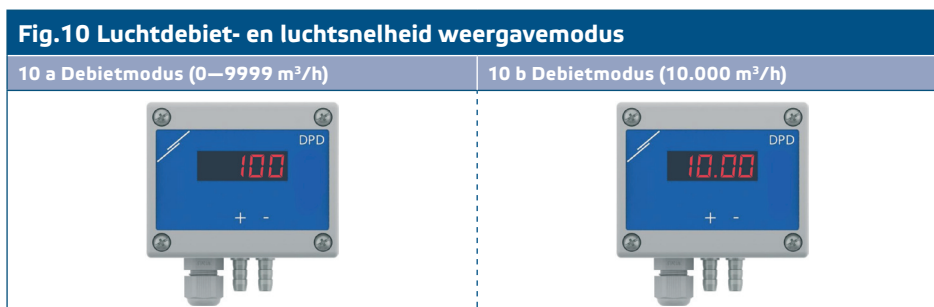 Fig.10 Luchtdebiet- en luchtsnelheid weergavemodus
10 a Debietmodus (0—9999 m³/h)
10 b Debietmodus (10.000 m³/h)
DPD
100
+ -
DPD
10.00
+ -